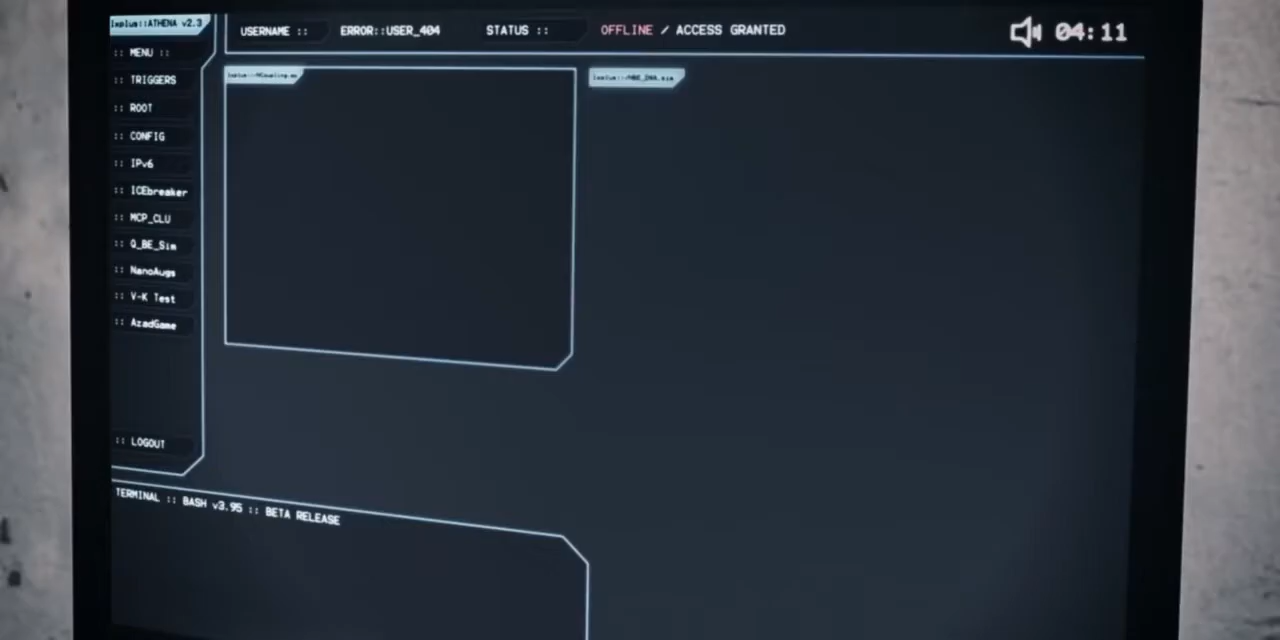 lxplus::ATHENA v2.3
USERNAME :: ERROR::USER_404 STATUS :: OFFLINE / ACCESS GRANTED
04:11
:: MENU ::
:: TRIGGERS
:: ROOT
:: CONFIG
:: IPv6
:: ICEbreaker
:: MCP_CLU
:: Q_BE_Sim
:: NanoAugs
:: V-K Test
:: AzadGame
:: LOGOUT
TERMINAL :: BASH v3.95 :: BETA RELEASE